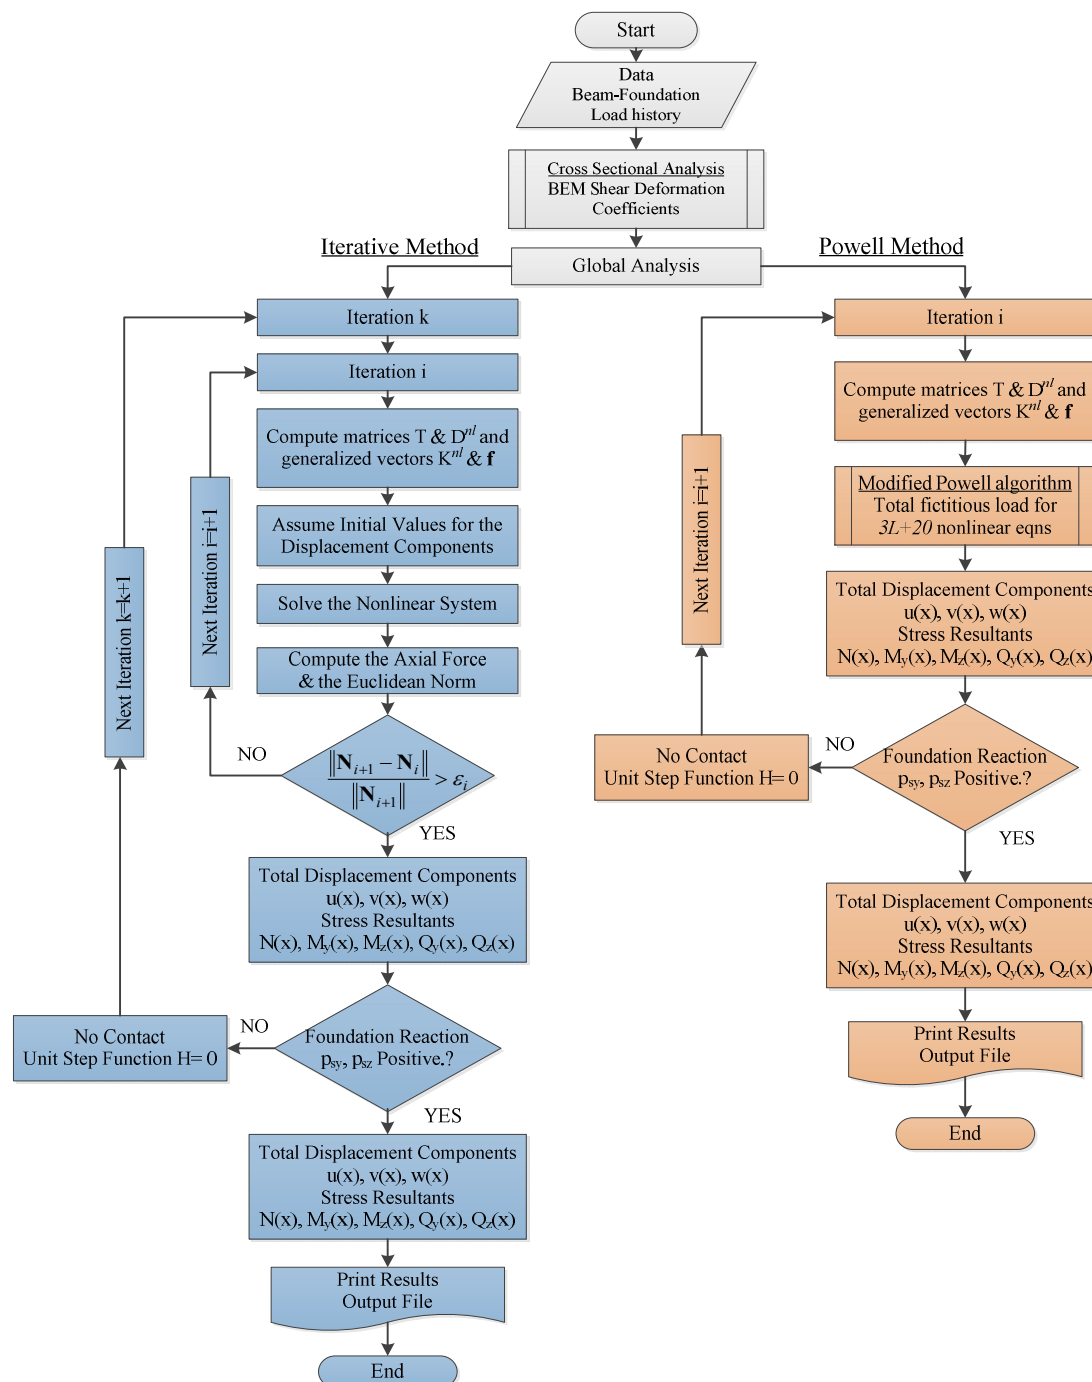 Start
Data
Beam-Foundation
Load history
Cross Sectional Analysis
BEM Shear Deformation
Coefficients
Global Analysis
Iterative Method
Iteration k
Iteration i
Compute matrices T & D^nl and
generalized vectors K^nl & f
Assume Initial Values for the
Displacement Components
Solve the Nonlinear System
Compute the Axial Force
& the Euclidean Norm
‖N_{i+1} − N_i‖ / ‖N_{i+1}‖ > ε_i
NO
Next Iteration i=i+1
YES
Total Displacement Components
u(x), v(x), w(x)
Stress Resultants
N(x), M_y(x), M_z(x), Q_y(x), Q_z(x)
Foundation Reaction
p_sy, p_sz Positive.?
NO
No Contact
Unit Step Function H= 0
Next Iteration k=k+1
YES
Total Displacement Components
u(x), v(x), w(x)
Stress Resultants
N(x), M_y(x), M_z(x), Q_y(x), Q_z(x)
Print Results
Output File
End
Powell Method
Iteration i
Compute matrices T & D^nl and
generalized vectors K^nl & f
Modified Powell algorithm
Total fictitious load for
3L+20 nonlinear eqns
Total Displacement Components
u(x), v(x), w(x)
Stress Resultants
N(x), M_y(x), M_z(x), Q_y(x), Q_z(x)
Foundation Reaction
p_sy, p_sz Positive.?
NO
No Contact
Unit Step Function H= 0
Next Iteration i=i+1
YES
Total Displacement Components
u(x), v(x), w(x)
Stress Resultants
N(x), M_y(x), M_z(x), Q_y(x), Q_z(x)
Print Results
Output File
End